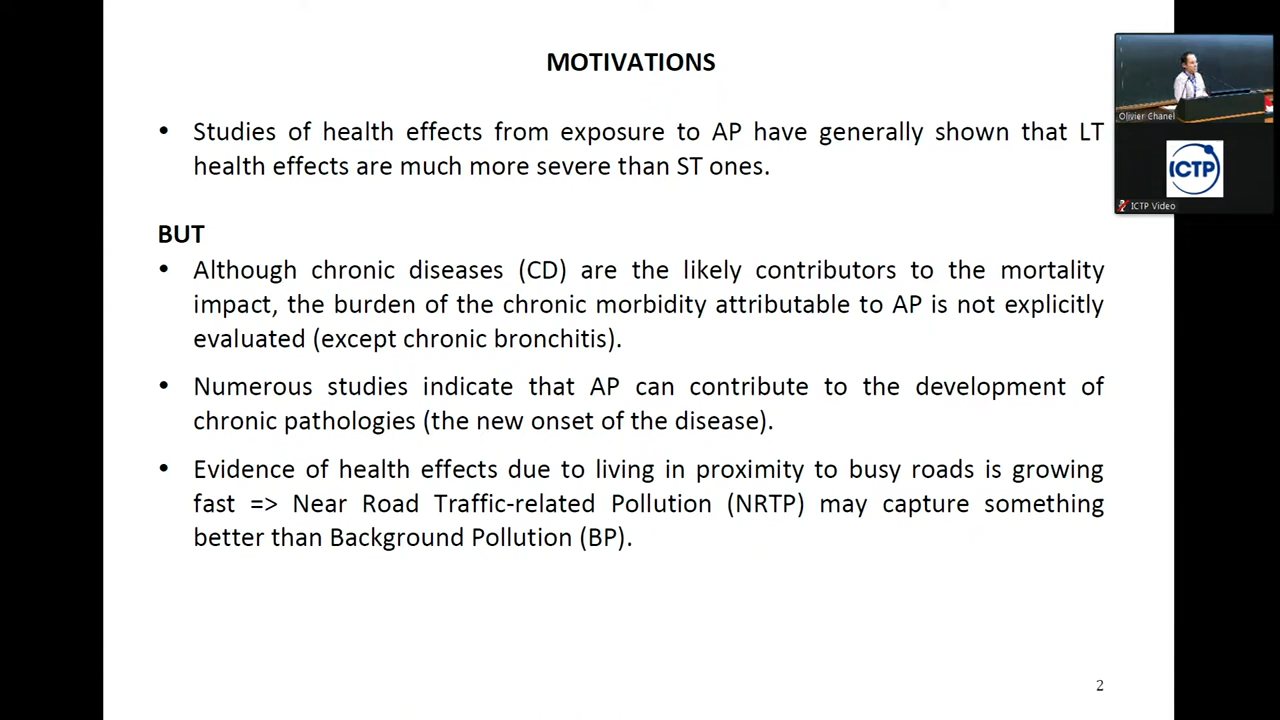 MOTIVATIONS
• Studies of health effects from exposure to AP have generally shown that LT
health effects are much more severe than ST ones.
BUT
• Although chronic diseases (CD) are the likely contributors to the mortality
impact, the burden of the chronic morbidity attributable to AP is not explicitly
evaluated (except chronic bronchitis).
• Numerous studies indicate that AP can contribute to the development of
chronic pathologies (the new onset of the disease).
• Evidence of health effects due to living in proximity to busy roads is growing
fast => Near Road Traffic-related Pollution (NRTP) may capture something
better than Background Pollution (BP).
2
Olivier Chanel
ICTP
ICTP Video